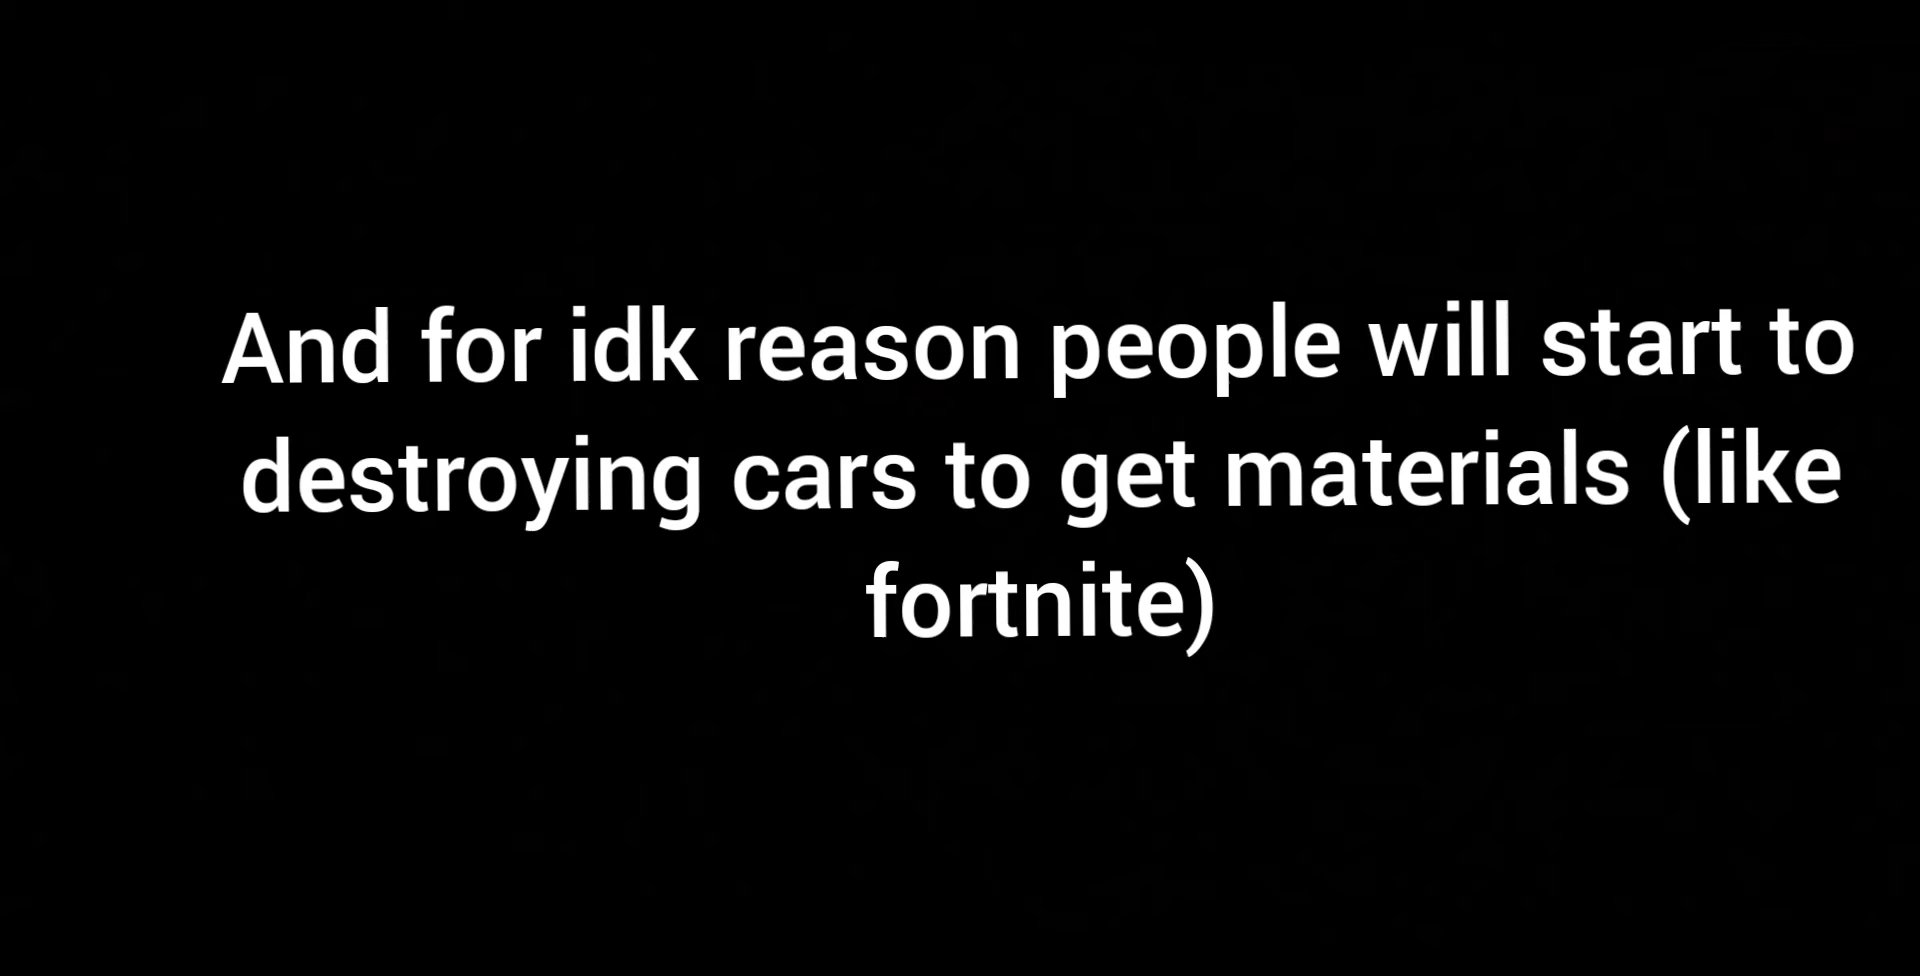 And for idk reason people will start to
destroying cars to get materials (like
fortnite)